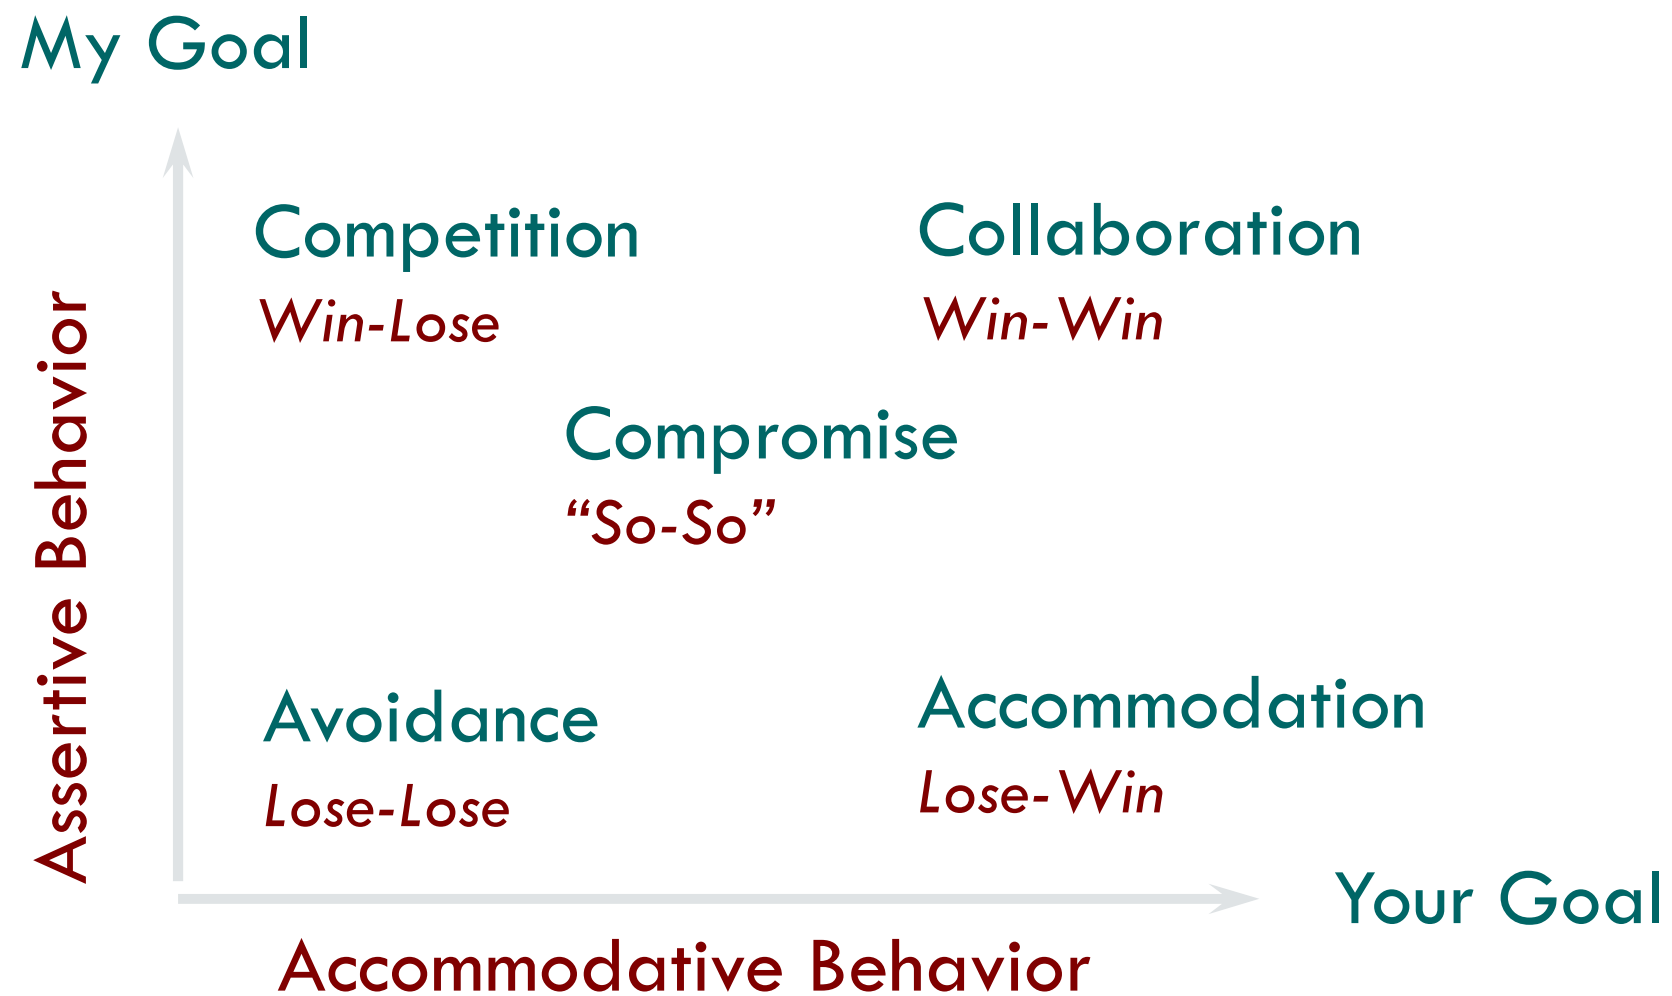 My Goal
Competition
Win-Lose
Collaboration
Win-Win
Compromise
“So-So”
Assertive Behavior
Avoidance
Lose-Lose
Accommodation
Lose-Win
Your Goal
Accommodative Behavior